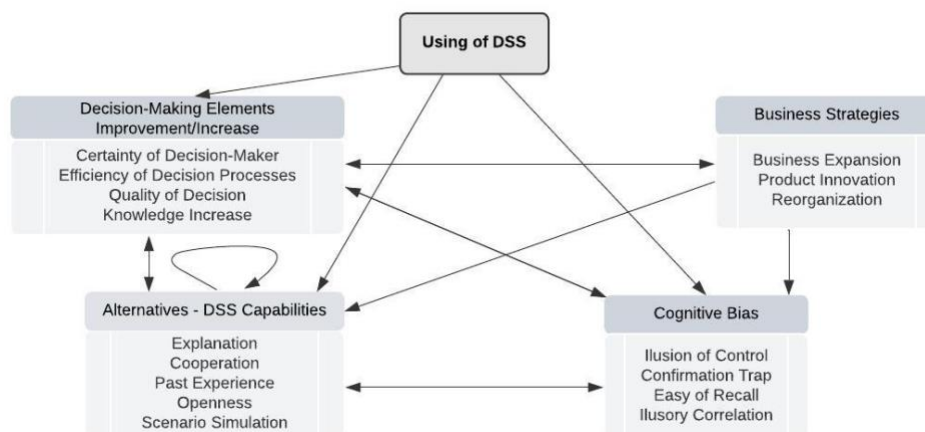 Using of DSS
Decision-Making Elements
Improvement/Increase
Certainty of Decision-Maker
Efficiency of Decision Processes
Quality of Decision
Knowledge Increase
Business Strategies
Business Expansion
Product Innovation
Reorganization
Alternatives - DSS Capabilities
Explanation
Cooperation
Past Experience
Openness
Scenario Simulation
Cognitive Bias
Ilusion of Control
Confirmation Trap
Easy of Recall
Ilusory Correlation